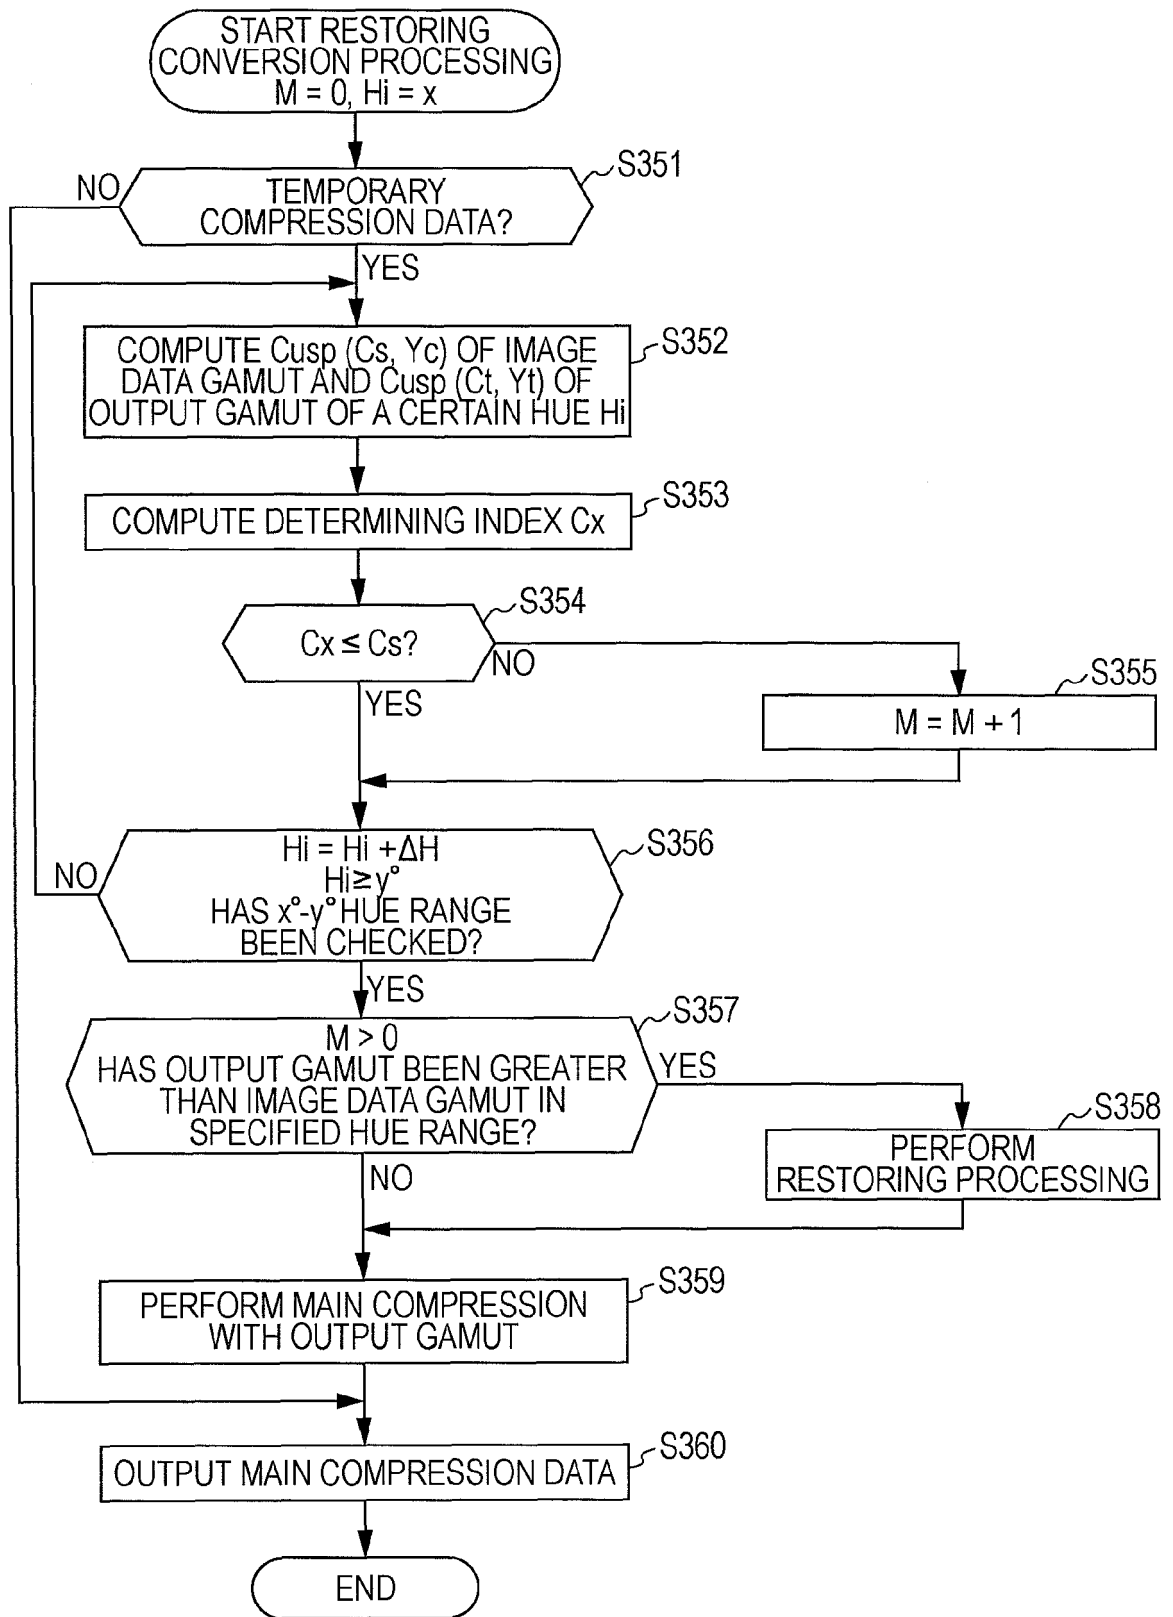 START RESTORING
CONVERSION PROCESSING
M = 0, Hi = x
S351
NO
TEMPORARY
COMPRESSION DATA?
YES
S352
COMPUTE Cusp (Cs, Yc) OF IMAGE
DATA GAMUT AND Cusp (Ct, Yt) OF
OUTPUT GAMUT OF A CERTAIN HUE Hi
S353
COMPUTE DETERMINING INDEX Cx
S354
Cx ≤ Cs?
NO
YES
S355
M = M + 1
S356
Hi = Hi + ΔH
Hi ≥ y°
HAS x°-y° HUE RANGE
BEEN CHECKED?
NO
YES
S357
M > 0
HAS OUTPUT GAMUT BEEN GREATER
THAN IMAGE DATA GAMUT IN
SPECIFIED HUE RANGE?
YES
NO
S358
PERFORM
RESTORING PROCESSING
S359
PERFORM MAIN COMPRESSION
WITH OUTPUT GAMUT
S360
OUTPUT MAIN COMPRESSION DATA
END